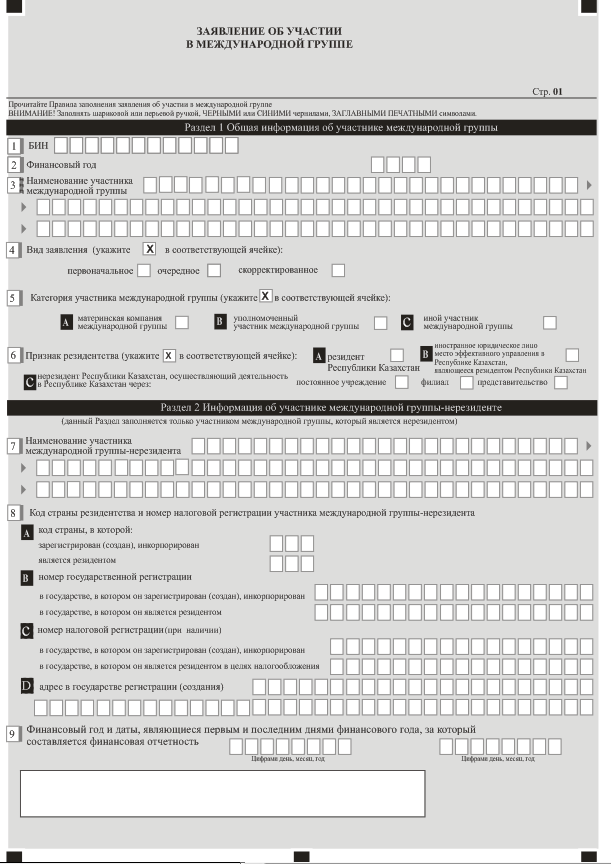 ЗАЯВЛЕНИЕ ОБ УЧАСТИИ
В МЕЖДУНАРОДНОЙ ГРУППЕ
Стр. 01
Прочитайте Правила заполнения заявления об участии в международной группе
ВНИМАНИЕ! Заполнять шариковой или перьевой ручкой, ЧЕРНЫМИ или СИНИМИ чернилами, ЗАГЛАВНЫМИ ПЕЧАТНЫМИ символами.
Раздел 1 Общая информация об участнике международной группы
1 БИН
2 Финансовый год
3 Наименование участника
международной группы
4 Вид заявления (укажите X в соответствующей ячейке):
первоначальное очередное скорректированное
5 Категория участника международной группы (укажите X в соответствующей ячейке):
A материнская компания международной группы B уполномоченный участник международной группы C иной участник международной группы
6 Признак резидентства (укажите X в соответствующей ячейке):
A резидент
Республики Казахстан
B иностранное юридическое лицо
место эффективного управления в
Республике Казахстан,
являющееся резидентом Республики Казахстан
C нерезидент Республики Казахстан, осуществляющий деятельность
в Республике Казахстан через:
постоянное учреждение филиал представительство
Раздел 2 Информация об участнике международной группы-нерезиденте
(данный Раздел заполняется только участником международной группы, который является нерезидентом)
7 Наименование участника
международной группы-нерезидента
8 Код страны резидентства и номер налоговой регистрации участника международной группы-нерезидента
A код страны, в которой:
зарегистрирован (создан), инкорпорирован
является резидентом
B номер государственной регистрации
в государстве, в котором он зарегистрирован (создан), инкорпорирован
в государстве, в котором он является резидентом
C номер налоговой регистрации (при наличии)
в государстве, в котором он зарегистрирован (создан), инкорпорирован
в государстве, в котором он является резидентом в целях налогообложения
D адрес в государстве регистрации (создания)
9 Финансовый год и даты, являющиеся первым и последним днями финансового года, за который
составляется финансовая отчетность
Цифрами день, месяц, год Цифрами день, месяц, год